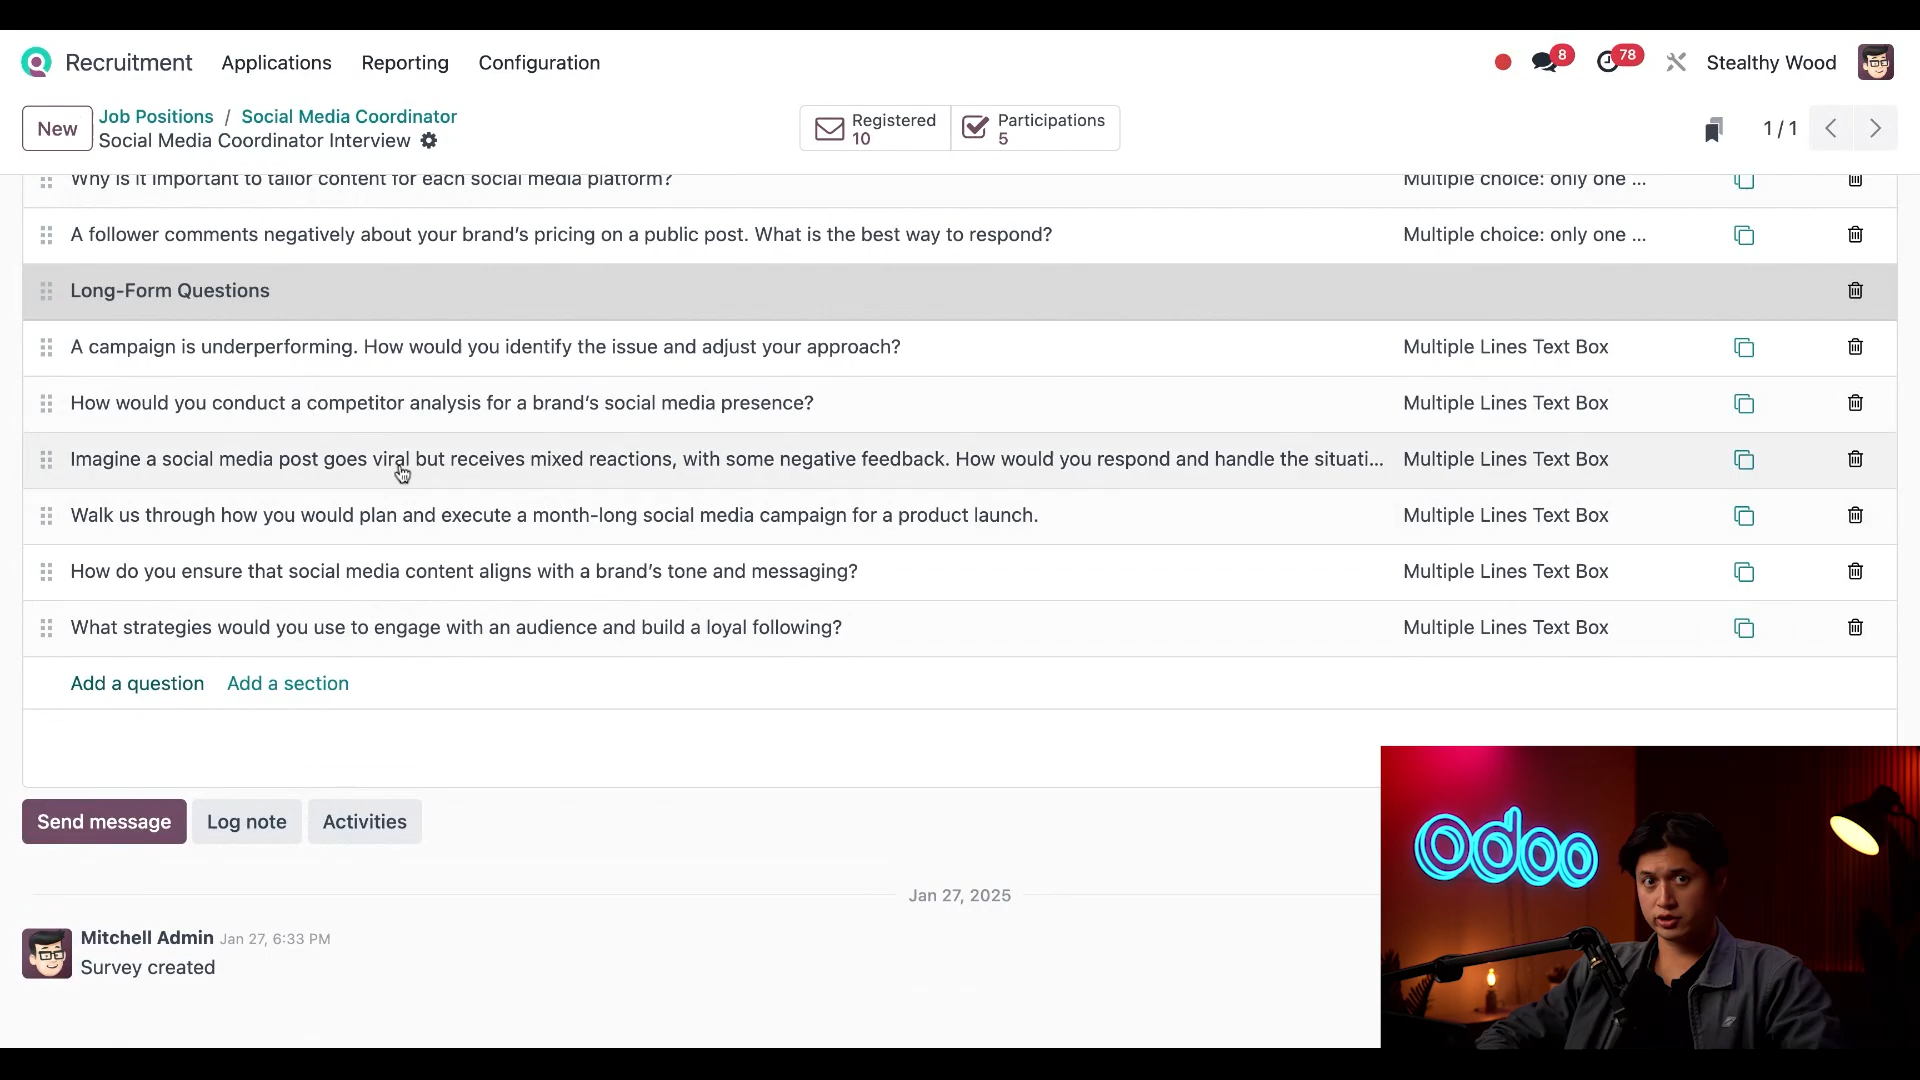 Recruitment Applications Reporting Configuration 8 78 Stealthy Wood
New Job Positions / Social Media Coordinator
Social Media Coordinator Interview
Registered
10
Participations
5
1 / 1
Why is it important to tailor content for each social media platform? Multiple choice: only one ...
A follower comments negatively about your brand's pricing on a public post. What is the best way to respond? Multiple choice: only one ...
Long-Form Questions
A campaign is underperforming. How would you identify the issue and adjust your approach? Multiple Lines Text Box
How would you conduct a competitor analysis for a brand's social media presence? Multiple Lines Text Box
Imagine a social media post goes viral but receives mixed reactions, with some negative feedback. How would you respond and handle the situati... Multiple Lines Text Box
Walk us through how you would plan and execute a month-long social media campaign for a product launch. Multiple Lines Text Box
How do you ensure that social media content aligns with a brand's tone and messaging? Multiple Lines Text Box
What strategies would you use to engage with an audience and build a loyal following? Multiple Lines Text Box
Add a question Add a section
Send message Log note Activities
Jan 27, 2025
Mitchell Admin Jan 27, 6:33 PM
Survey created
odoo